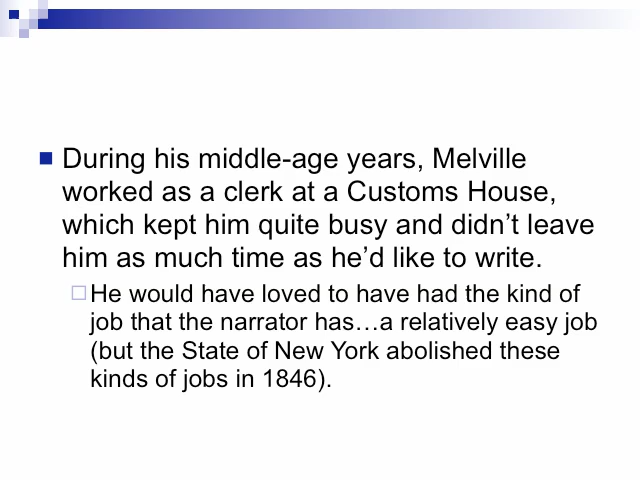 During his middle-age years, Melville
worked as a clerk at a Customs House,
which kept him quite busy and didn’t leave
him as much time as he’d like to write.
He would have loved to have had the kind of
job that the narrator has…a relatively easy job
(but the State of New York abolished these
kinds of jobs in 1846).